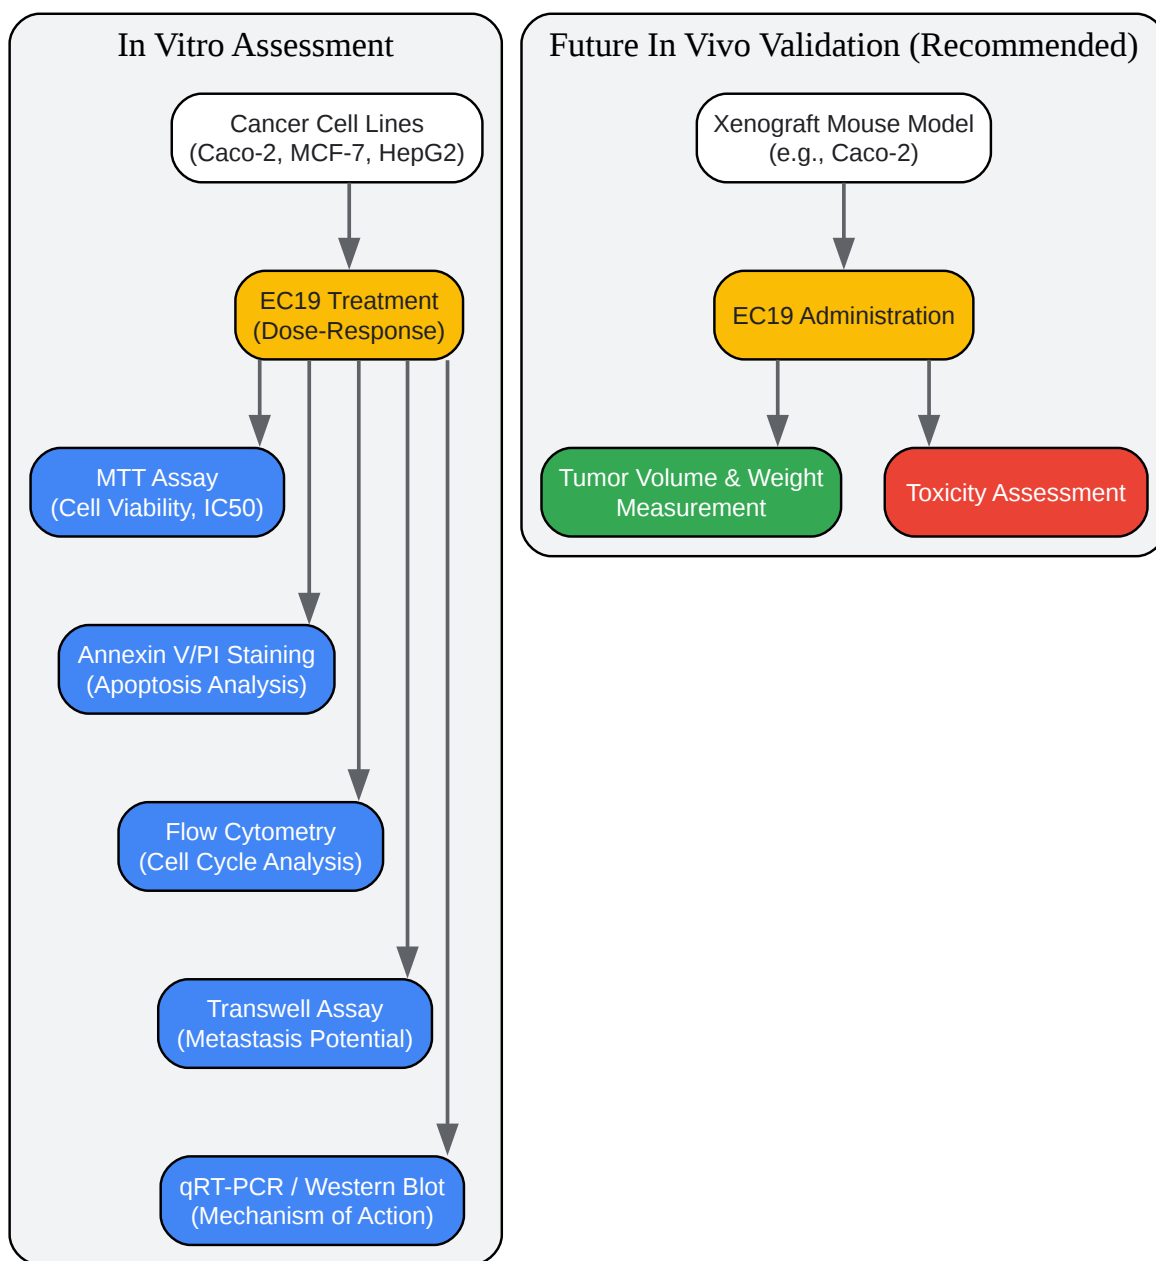 In Vitro Assessment
Cancer Cell Lines
(Caco-2, MCF-7, HepG2)
EC19 Treatment
(Dose-Response)
MTT Assay
(Cell Viability, IC50)
Annexin V/PI Staining
(Apoptosis Analysis)
Flow Cytometry
(Cell Cycle Analysis)
Transwell Assay
(Metastasis Potential)
qRT-PCR / Western Blot
(Mechanism of Action)
Future In Vivo Validation (Recommended)
Xenograft Mouse Model
(e.g., Caco-2)
EC19 Administration
Tumor Volume & Weight
Measurement
Toxicity Assessment